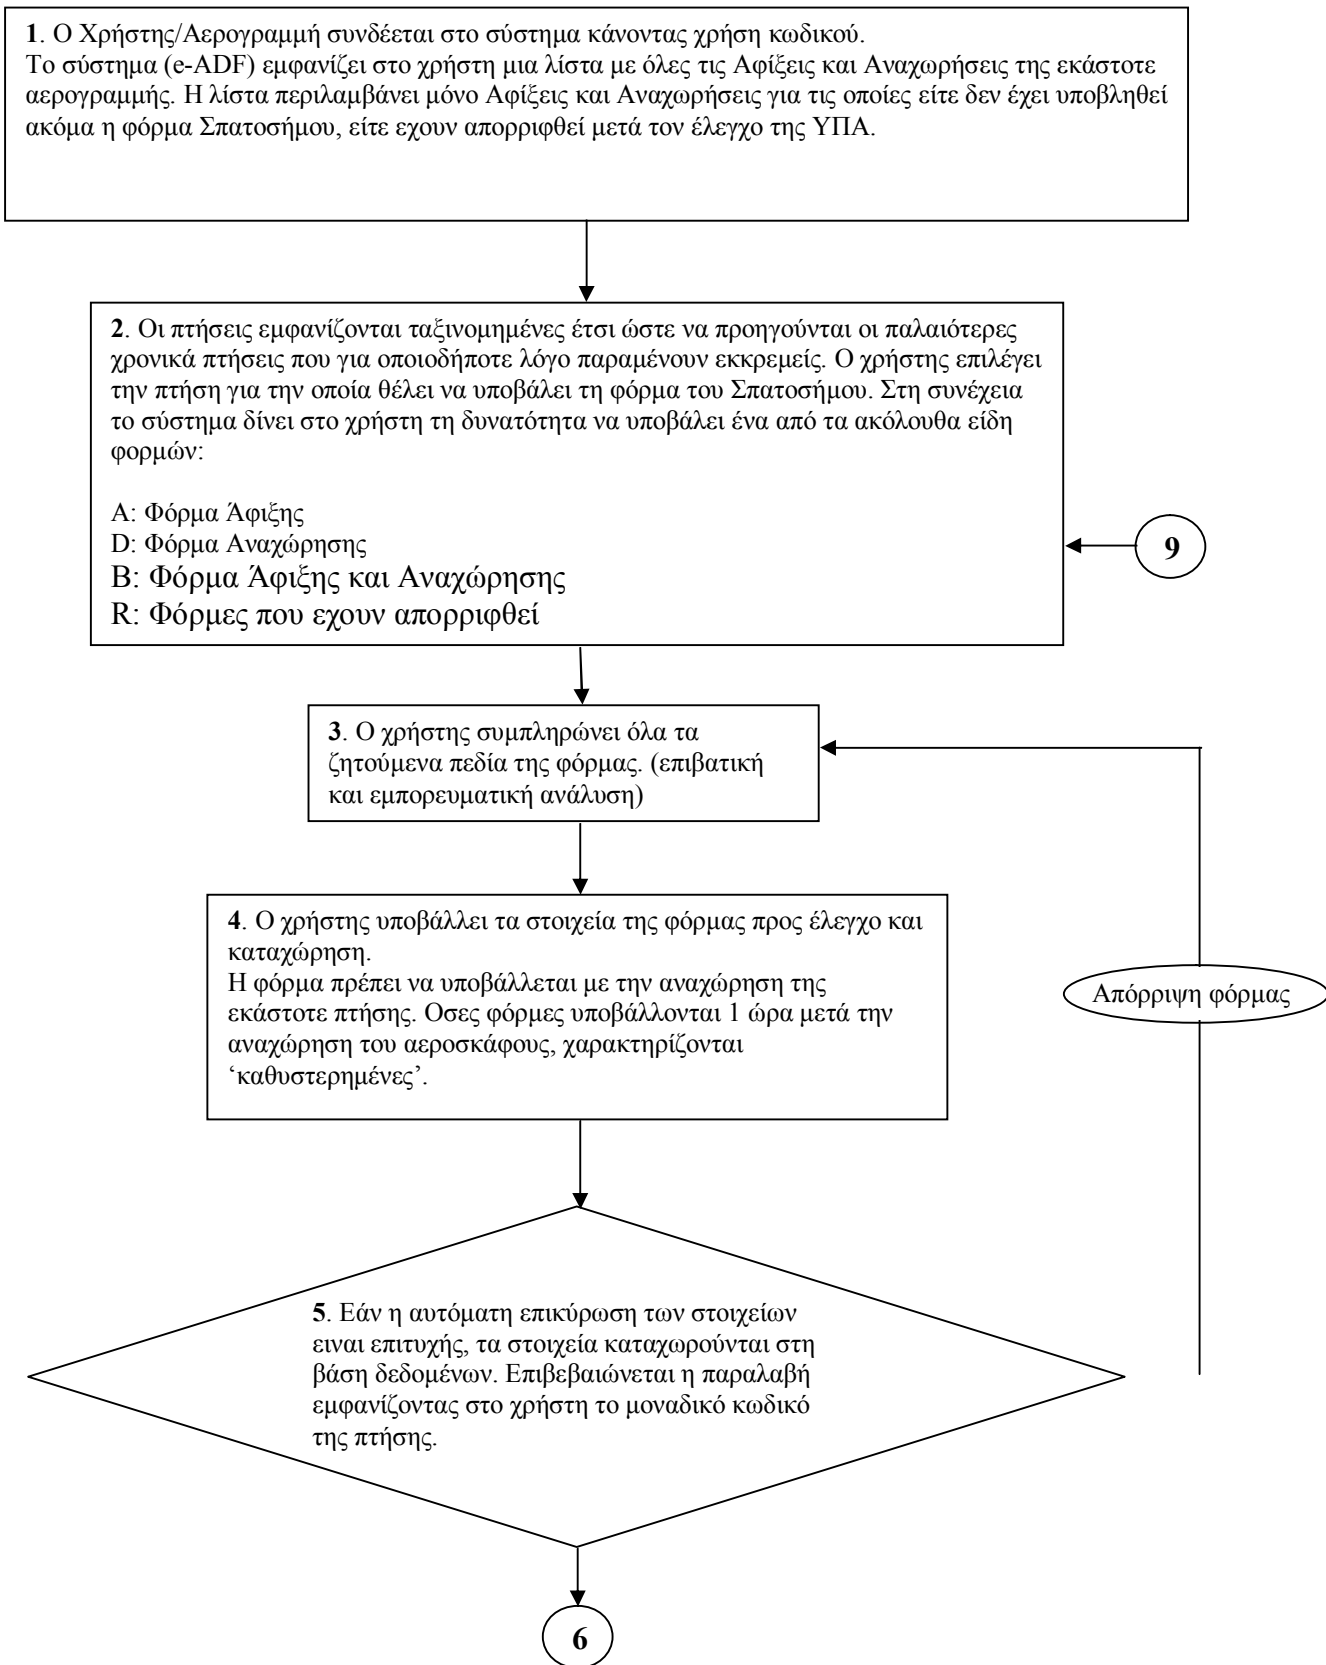 1. Ο Χρήστης/Αερογραμμή συνδέεται στο σύστημα κάνοντας χρήση κωδικού.
Το σύστημα (e-ADF) εμφανίζει στο χρήστη μια λίστα με όλες τις Αφίξεις και Αναχωρήσεις της εκάστοτε
αερογραμμής. Η λίστα περιλαμβάνει μόνο Αφίξεις και Αναχωρήσεις για τις οποίες είτε δεν έχει υποβληθεί
ακόμα η φόρμα Σπατοσήμου, είτε εχουν απορριφθεί μετά τον έλεγχο της ΥΠΑ.
2. Οι πτήσεις εμφανίζονται ταξινομημένες έτσι ώστε να προηγούνται οι παλαιότερες
χρονικά πτήσεις που για οποιοδήποτε λόγο παραμένουν εκκρεμείς. Ο χρήστης επιλέγει
την πτήση για την οποία θέλει να υποβάλει τη φόρμα του Σπατοσήμου. Στη συνέχεια
το σύστημα δίνει στο χρήστη τη δυνατότητα να υποβάλει ένα από τα ακόλουθα είδη
φορμών:
A: Φόρμα Άφιξης
D: Φόρμα Αναχώρησης
B: Φόρμα Άφιξης και Αναχώρησης
R: Φόρμες που εχουν απορριφθεί
9
3. Ο χρήστης συμπληρώνει όλα τα
ζητούμενα πεδία της φόρμας. (επιβατική
και εμπορευματική ανάλυση)
4. Ο χρήστης υποβάλλει τα στοιχεία της φόρμας προς έλεγχο και
καταχώρηση.
Η φόρμα πρέπει να υποβάλλεται με την αναχώρηση της
εκάστοτε πτήσης. Οσες φόρμες υποβάλλονται 1 ώρα μετά την
αναχώρηση του αεροσκάφους, χαρακτηρίζονται
‘καθυστερημένες’.
Απόρριψη φόρμας
5. Εάν η αυτόματη επικύρωση των στοιχείων
ειναι επιτυχής, τα στοιχεία καταχωρούνται στη
βάση δεδομένων. Επιβεβαιώνεται η παραλαβή
εμφανίζοντας στο χρήστη το μοναδικό κωδικό
της πτήσης.
6